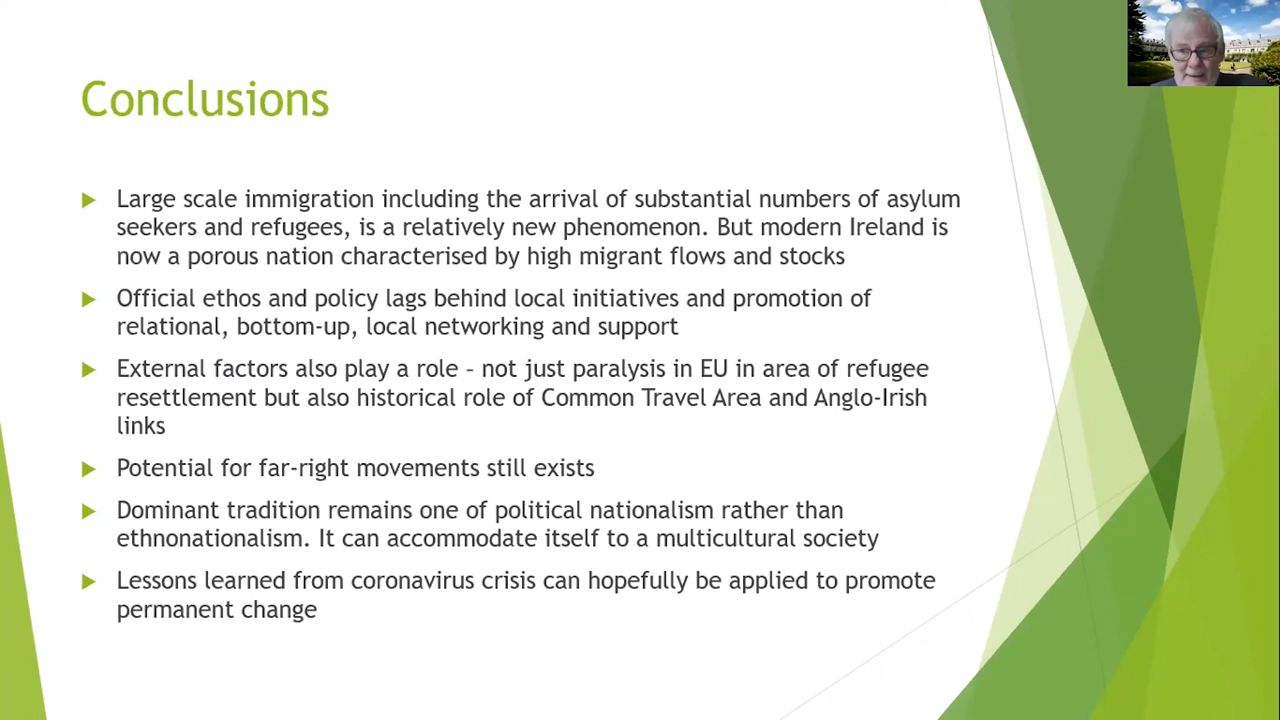 Conclusions
Large scale immigration including the arrival of substantial numbers of asylum
seekers and refugees, is a relatively new phenomenon. But modern Ireland is
now a porous nation characterised by high migrant flows and stocks
Official ethos and policy lags behind local initiatives and promotion of
relational, bottom-up, local networking and support
External factors also play a role – not just paralysis in EU in area of refugee
resettlement but also historical role of Common Travel Area and Anglo-Irish
links
Potential for far-right movements still exists
Dominant tradition remains one of political nationalism rather than
ethnonationalism. It can accommodate itself to a multicultural society
Lessons learned from coronavirus crisis can hopefully be applied to promote
permanent change